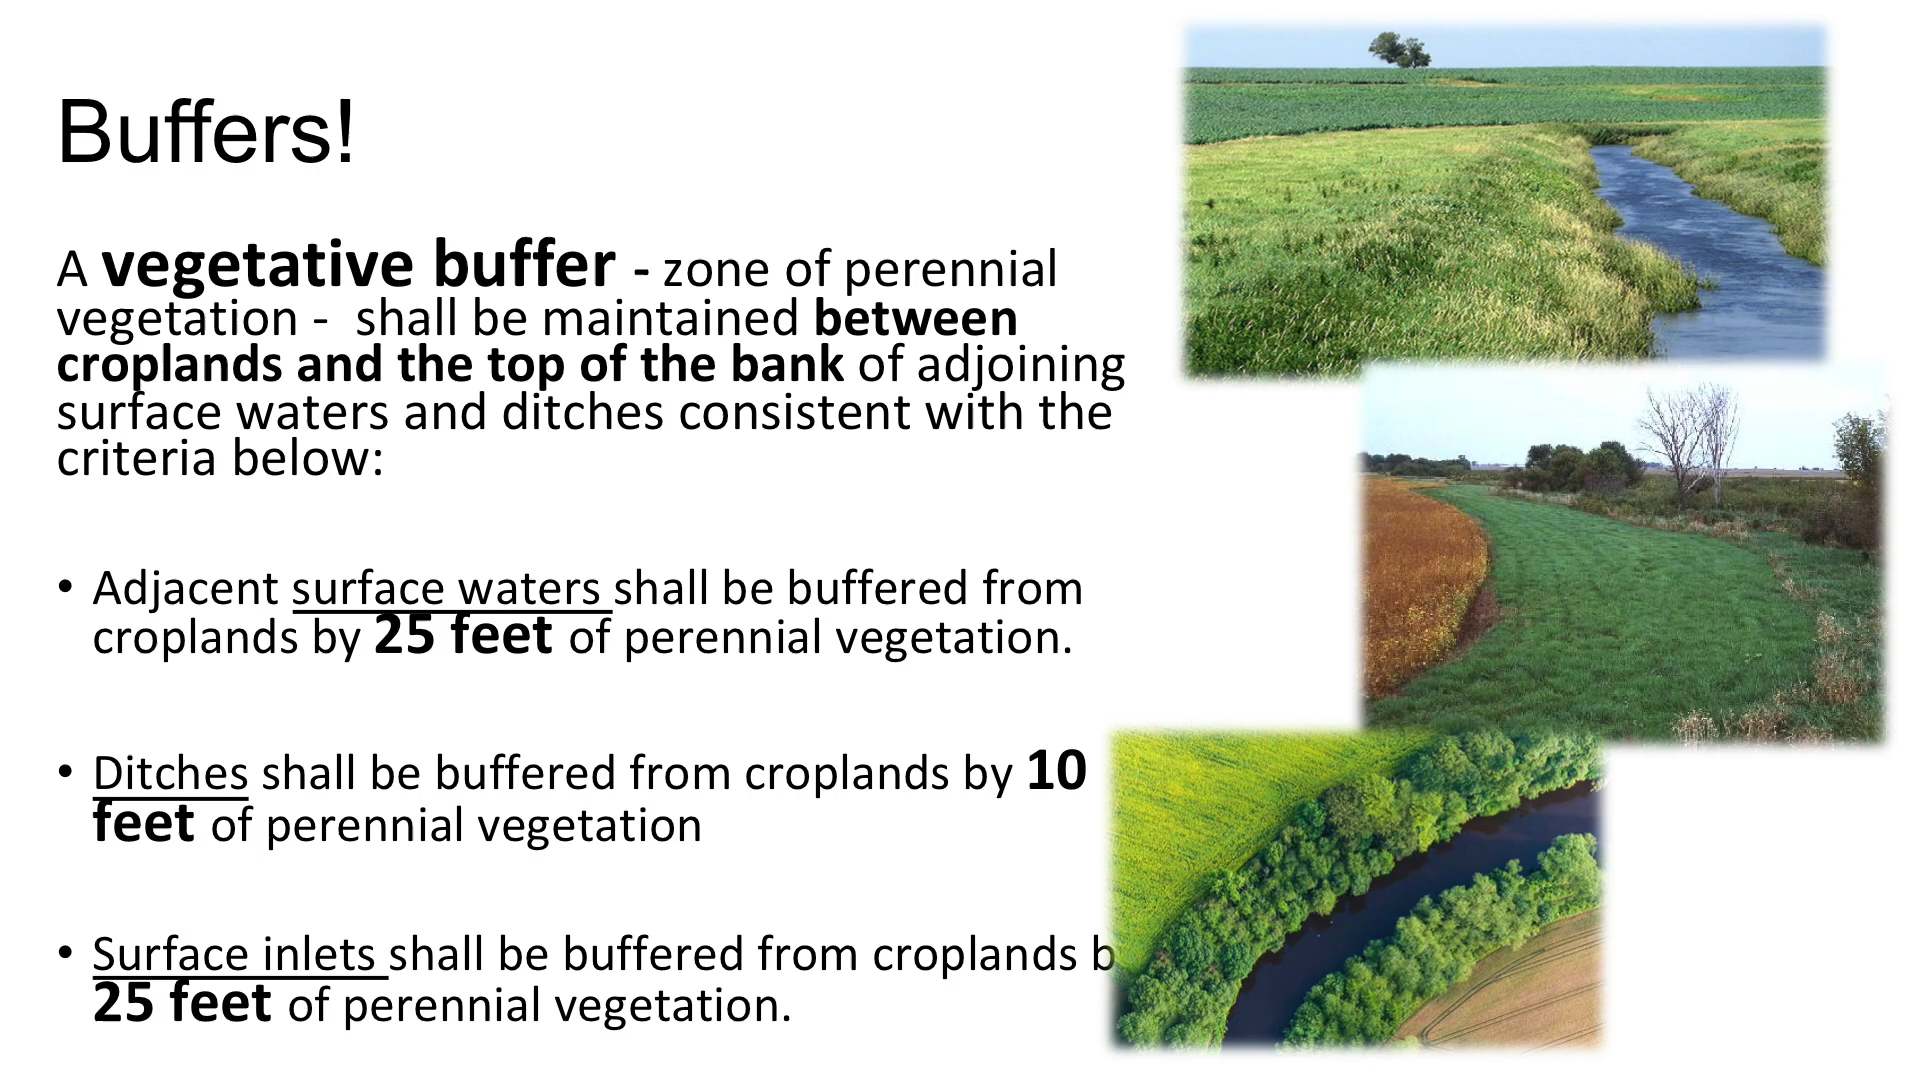 Buffers!
A vegetative buffer - zone of perennial
vegetation -  shall be maintained between
croplands and the top of the bank of adjoining
surface waters and ditches consistent with the
criteria below:
• Adjacent surface waters shall be buffered from
croplands by 25 feet of perennial vegetation.
• Ditches shall be buffered from croplands by 10
feet of perennial vegetation
• Surface inlets shall be buffered from croplands
25 feet of perennial vegetation.